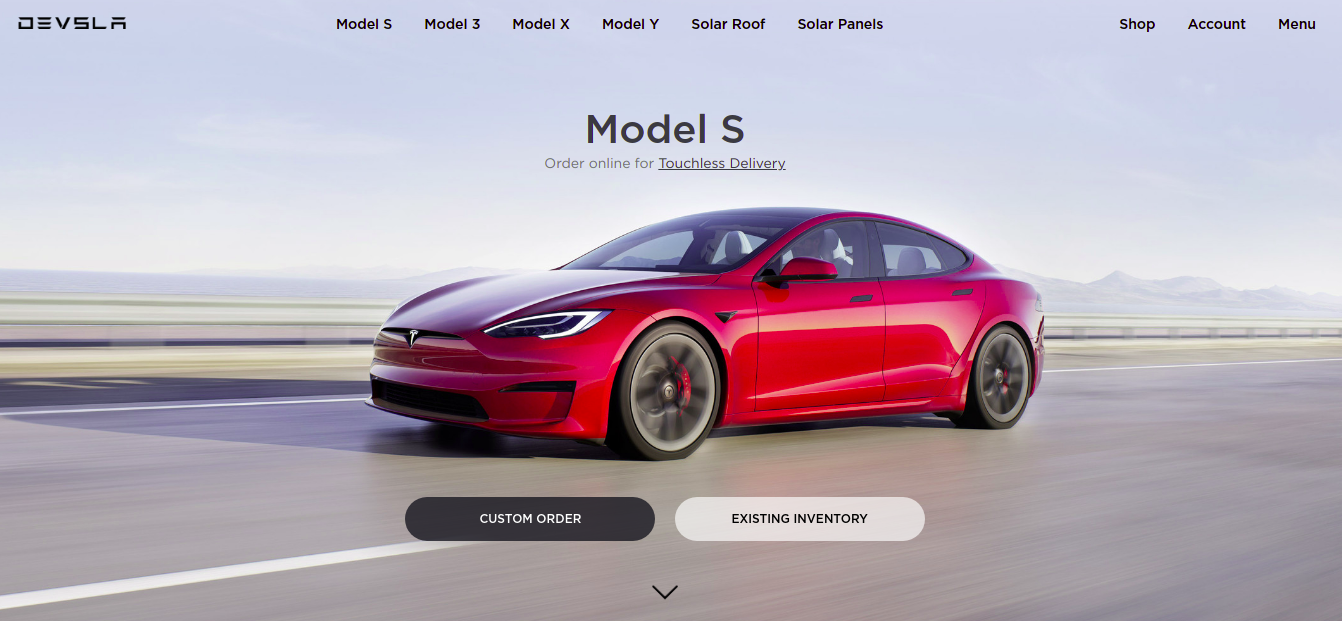 DEVSLA
Model S Model 3 Model X Model Y Solar Roof Solar Panels
Shop Account Menu
Model S
Order online for Touchless Delivery
CUSTOM ORDER
EXISTING INVENTORY